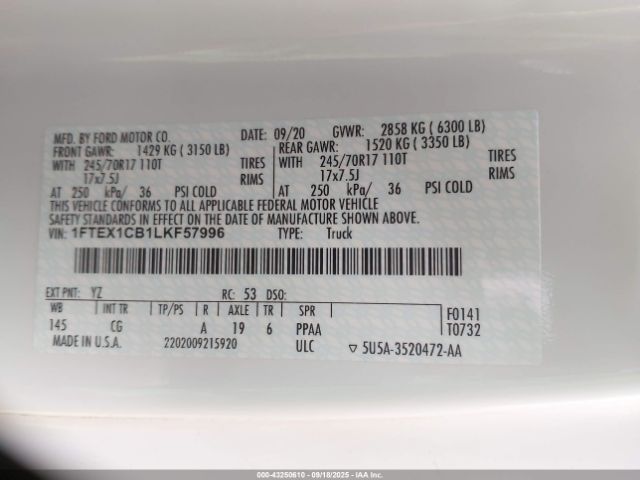 MFD. BY FORD MOTOR CO. DATE: 09/20 GVWR: 2858 KG ( 6300 LB)
FRONT GAWR: 1429 KG ( 3150 LB) REAR GAWR: 1520 KG ( 3350 LB)
WITH 245/70R17 110T TIRES WITH 245/70R17 110T TIRES
17x7.5J RIMS 17x7.5J RIMS
AT 250 kPa/ 36 PSI COLD AT 250 kPa/ 36 PSI COLD
THIS VEHICLE CONFORMS TO ALL APPLICABLE FEDERAL MOTOR VEHICLE
SAFETY STANDARDS IN EFFECT ON THE DATE OF MANUFACTURE SHOWN ABOVE.
VIN: 1FTEX1CB1LKF57996 TYPE: Truck
EXT PNT: YZ RC: 53 DSO:
WB INT TR TP/PS R AXLE TR SPR
145 CG A 19 6 PPAA
F0141
T0732
MADE IN U.S.A. 2202009215920 ULC ▽ 5U5A-3520472-AA
000-43250610 - 09/18/2025 - IAA Inc.